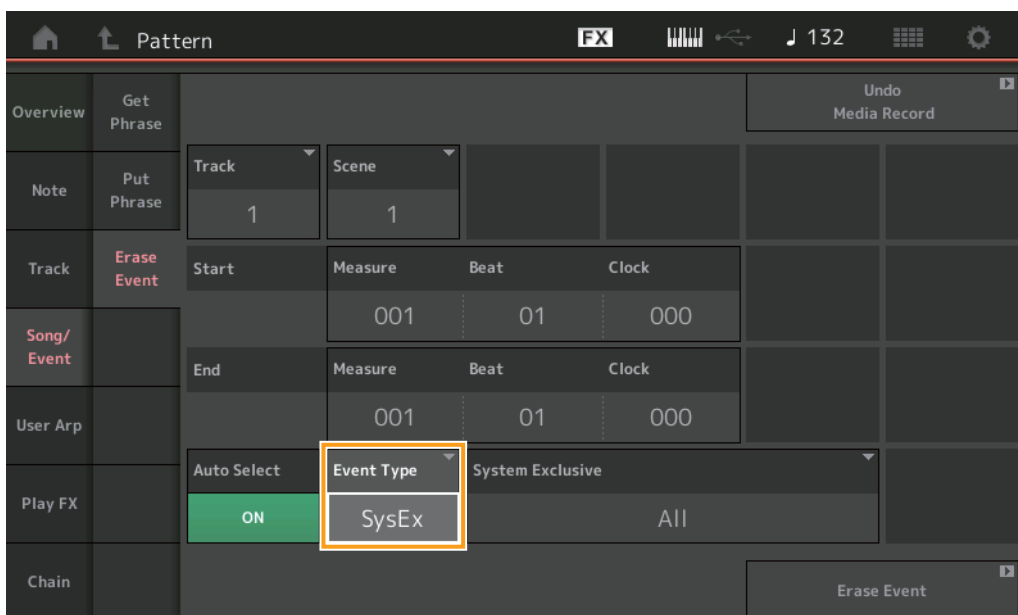 Pattern
FX
132
Overview
Get
Phrase
Undo
Media Record
Note
Put
Phrase
Track
Scene
1
1
Track
Erase
Event
Start
Measure
Beat
Clock
001
01
000
Song/
Event
End
Measure
Beat
Clock
001
01
000
User Arp
Auto Select
Event Type
System Exclusive
ON
SysEx
All
Play FX
Chain
Erase Event